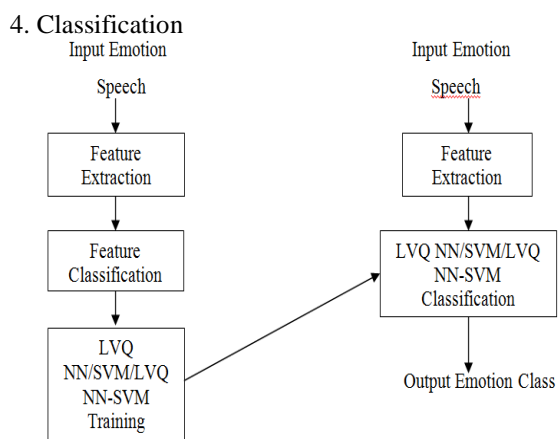 4. Classification
Input Emotion
Speech
Feature
Extraction
Feature
Classification
LVQ
NN/SVM/LVQ
NN-SVM
Training
Input Emotion
Speech
Feature
Extraction
LVQ NN/SVM/LVQ
NN-SVM
Classification
Output Emotion Class